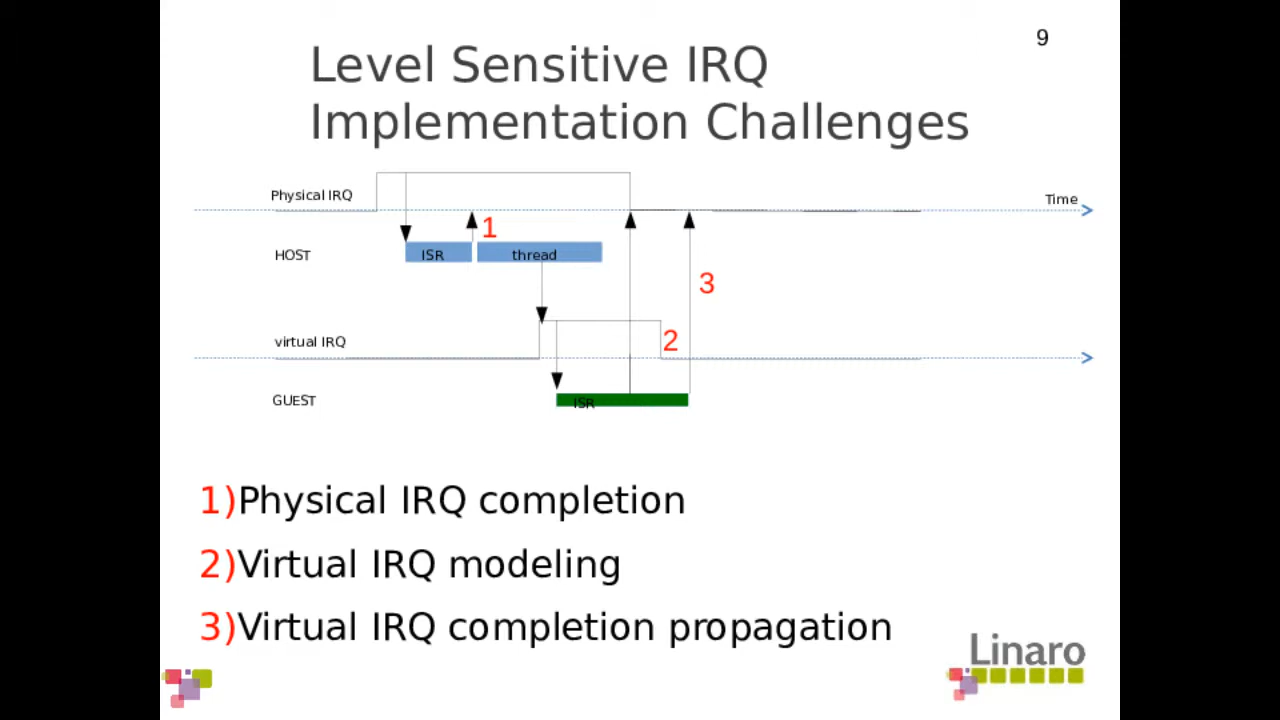 9
Level Sensitive IRQ
Implementation Challenges
Physical IRQ
Time
1
HOST
ISR
thread
3
virtual IRQ
2
GUEST
ISR
1)Physical IRQ completion
2)Virtual IRQ modeling
3)Virtual IRQ completion propagation
Linaro